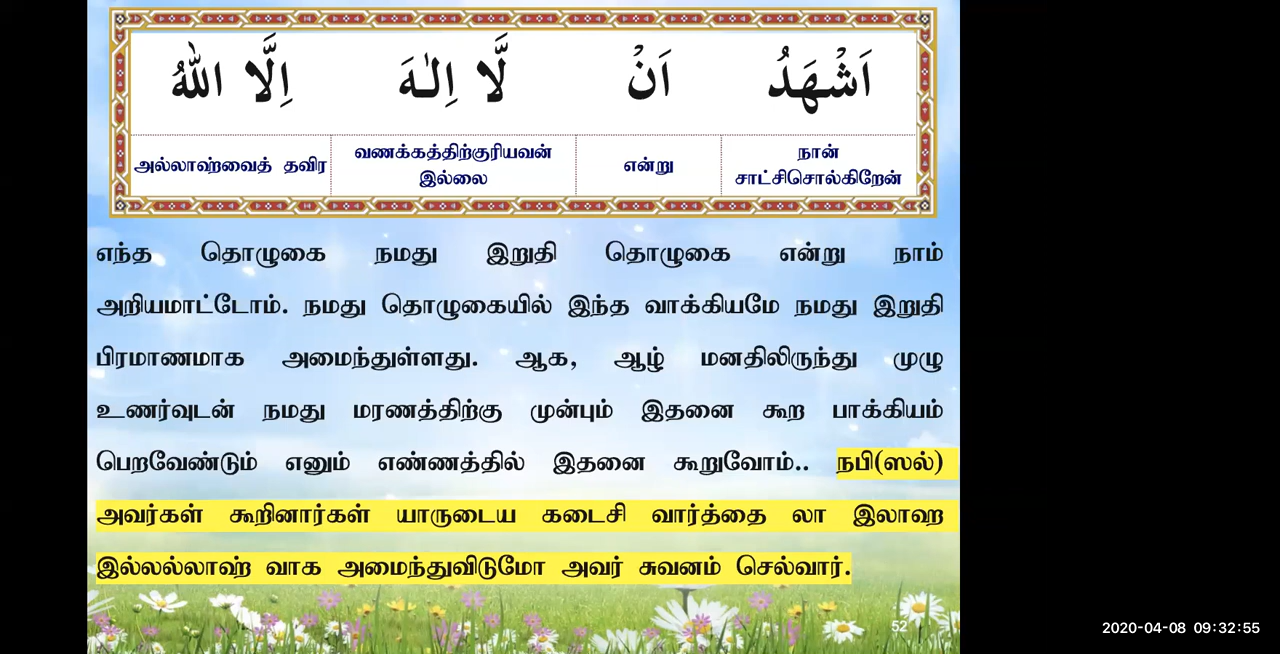 اَشْهَدُ اَنْ لَّا اِلٰهَ اِلَّا اللّٰهُ
நான் சாட்சிசொல்கிறேன்
என்று
வணக்கத்திற்குரியவன் இல்லை
அல்லாஹ்வைத் தவிர
எந்த தொழுகை நமது இறுதி தொழுகை என்று நாம்
அறியமாட்டோம். நமது தொழுகையில் இந்த வாக்கியமே நமது இறுதி
பிரமாணமாக அமைந்துள்ளது. ஆக, ஆழ் மனதிலிருந்து முழு
உணர்வுடன் நமது மரணத்திற்கு முன்பும் இதனை கூற பாக்கியம்
பெறவேண்டும் எனும் எண்ணத்தில் இதனை கூறுவோம்.. நபி(ஸல்)
அவர்கள் கூறினார்கள் யாருடைய கடைசி வார்த்தை லா இலாஹ
இல்லல்லாஹ் வாக அமைந்துவிடுமோ அவர் சுவனம் செல்வார்.
52
2020-04-08 09:32:55